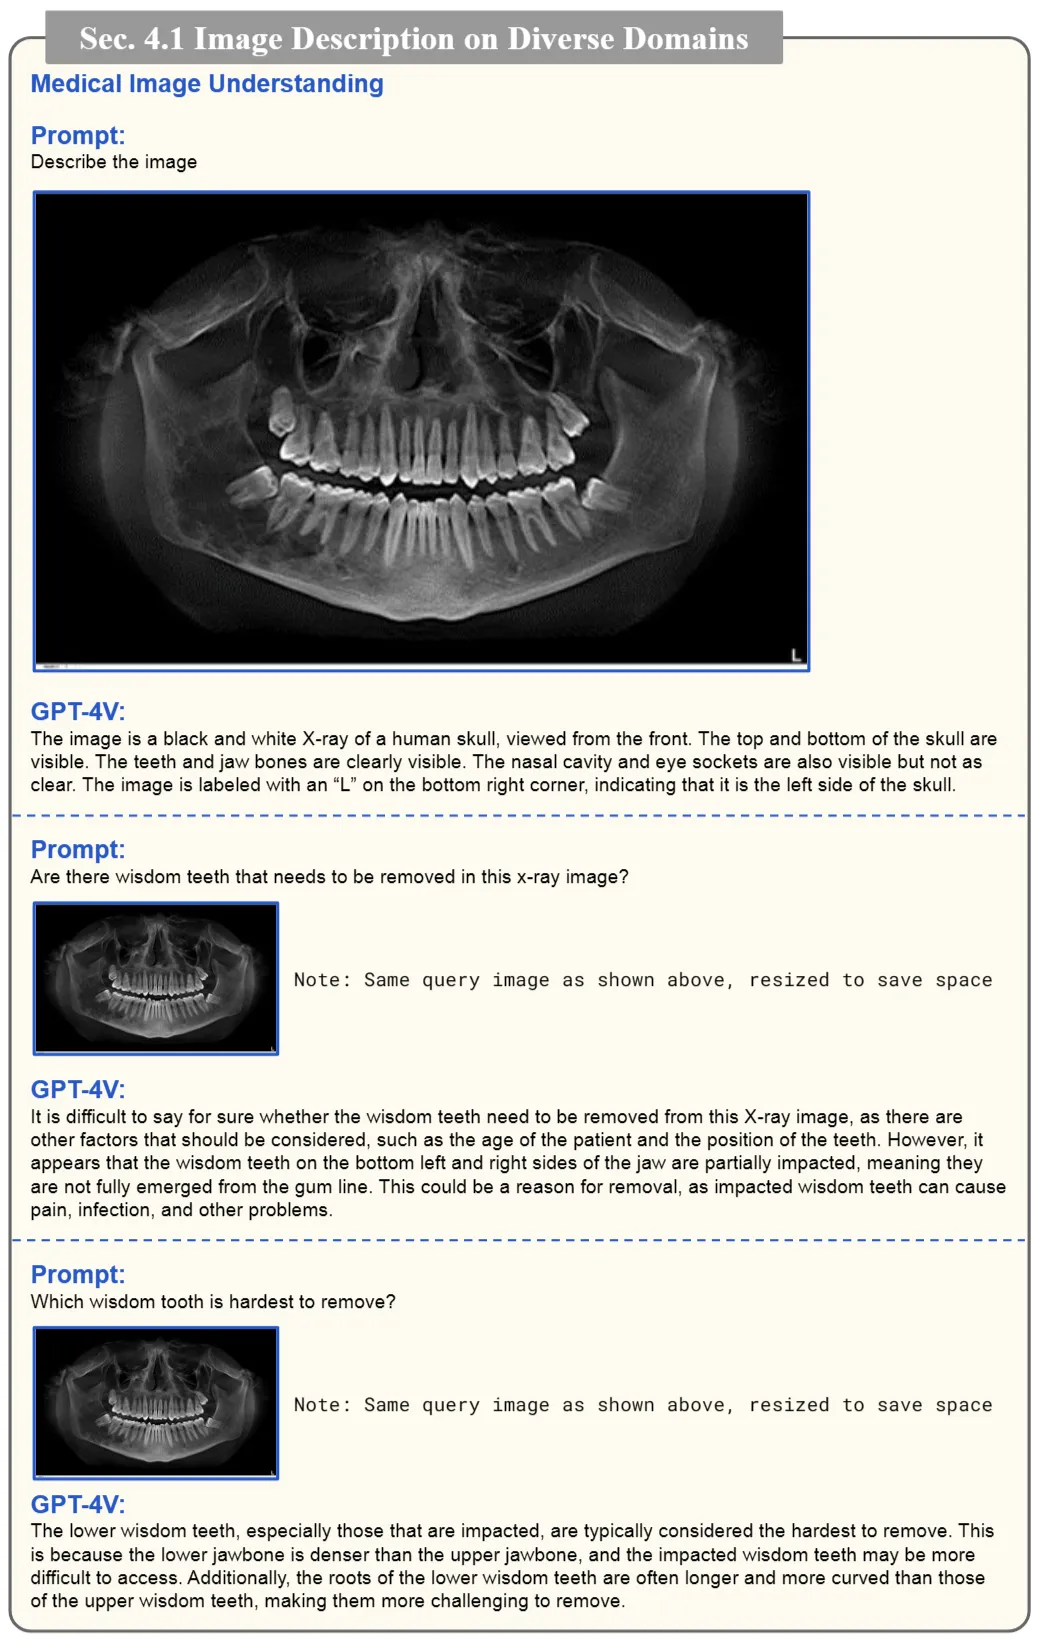 Sec. 4.1 Image Description on Diverse Domains
Medical Image Understanding
Prompt:
Describe the image
L
GPT-4V:
The image is a black and white X-ray of a human skull, viewed from the front. The top and bottom of the skull are
visible. The teeth and jaw bones are clearly visible. The nasal cavity and eye sockets are also visible but not as
clear. The image is labeled with an “L” on the bottom right corner, indicating that it is the left side of the skull.
Prompt:
Are there wisdom teeth that needs to be removed in this x-ray image?
Note: Same query image as shown above, resized to save space
GPT-4V:
It is difficult to say for sure whether the wisdom teeth need to be removed from this X-ray image, as there are
other factors that should be considered, such as the age of the patient and the position of the teeth. However, it
appears that the wisdom teeth on the bottom left and right sides of the jaw are partially impacted, meaning they
are not fully emerged from the gum line. This could be a reason for removal, as impacted wisdom teeth can cause
pain, infection, and other problems.
Prompt:
Which wisdom tooth is hardest to remove?
Note: Same query image as shown above, resized to save space
GPT-4V:
The lower wisdom teeth, especially those that are impacted, are typically considered the hardest to remove. This
is because the lower jawbone is denser than the upper jawbone, and the impacted wisdom teeth may be more
difficult to access. Additionally, the roots of the lower wisdom teeth are often longer and more curved than those
of the upper wisdom teeth, making them more challenging to remove.